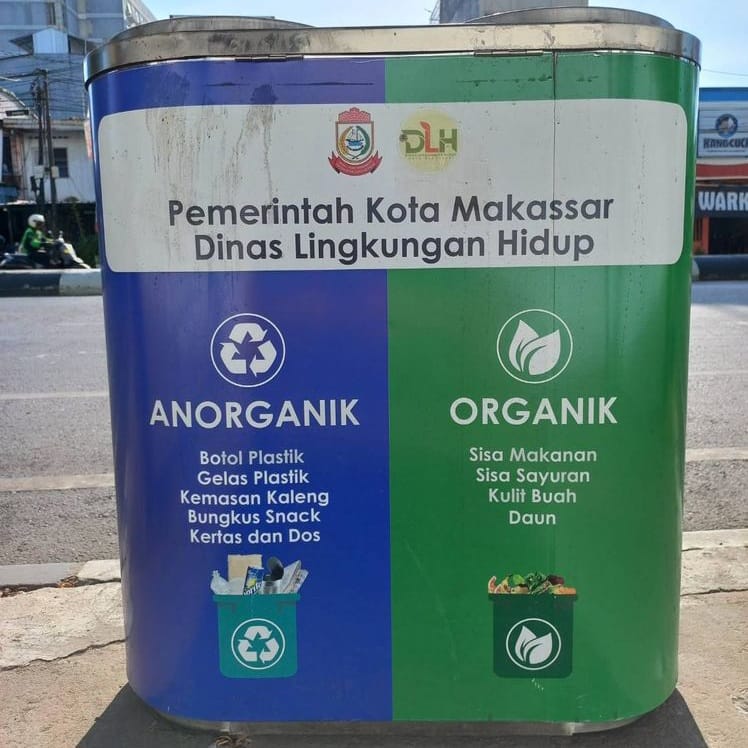 DLH
Pemerintah Kota Makassar
Dinas Lingkungan Hidup
ANORGANIK
Botol Plastik
Gelas Plastik
Kemasan Kaleng
Bungkus Snack
Kertas dan Dos
ORGANIK
Sisa Makanan
Sisa Sayuran
Kulit Buah
Daun